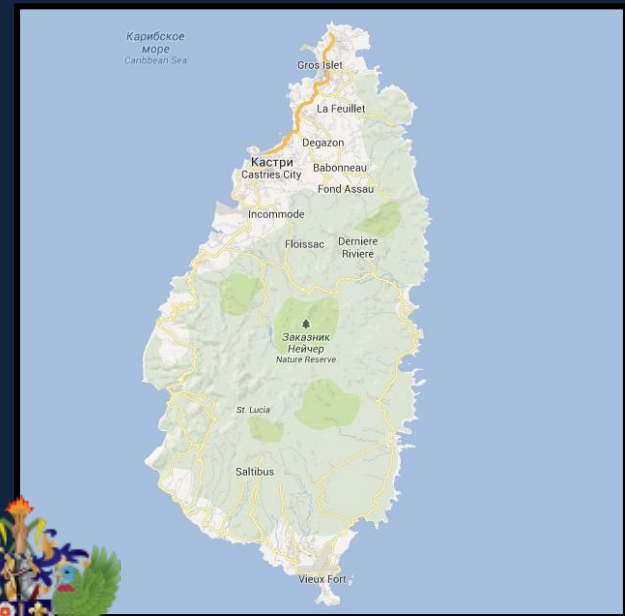 Карибское
море
Caribbean Sea
Gros Islet
La Feuillet
Degazon
Кастри
Castries City
Babonneau
Fond Assau
Incommode
Floissac
Derniere
Riviere
Заказник
Нейчер
Nature Reserve
St. Lucia
Saltibus
Vieux Fort